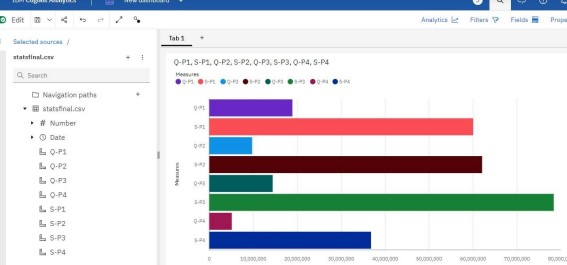 IBM Cognos Analytics
New dashboard
Edit
Analytics
Filters
Fields
Prope
Selected sources /
statsfinal.csv
Search
Navigation paths
statsfinal.csv
Number
Date
Q-P1
Q-P2
Q-P3
Q-P4
S-P1
S-P2
S-P3
S-P4
Tab 1
Q-P1, S-P1, Q-P2, S-P2, Q-P3, S-P3, Q-P4, S-P4
Measures
Q-P1 S-P1 Q-P2 S-P2 Q-P3 S-P3 Q-P4 S-P4
Measures
Q-P1
S-P1
Q-P2
S-P2
Q-P3
S-P3
Q-P4
S-P4
0 10,000,000 20,000,000 30,000,000 40,000,000 50,000,000 60,000,000 70,000,000 80,000,0